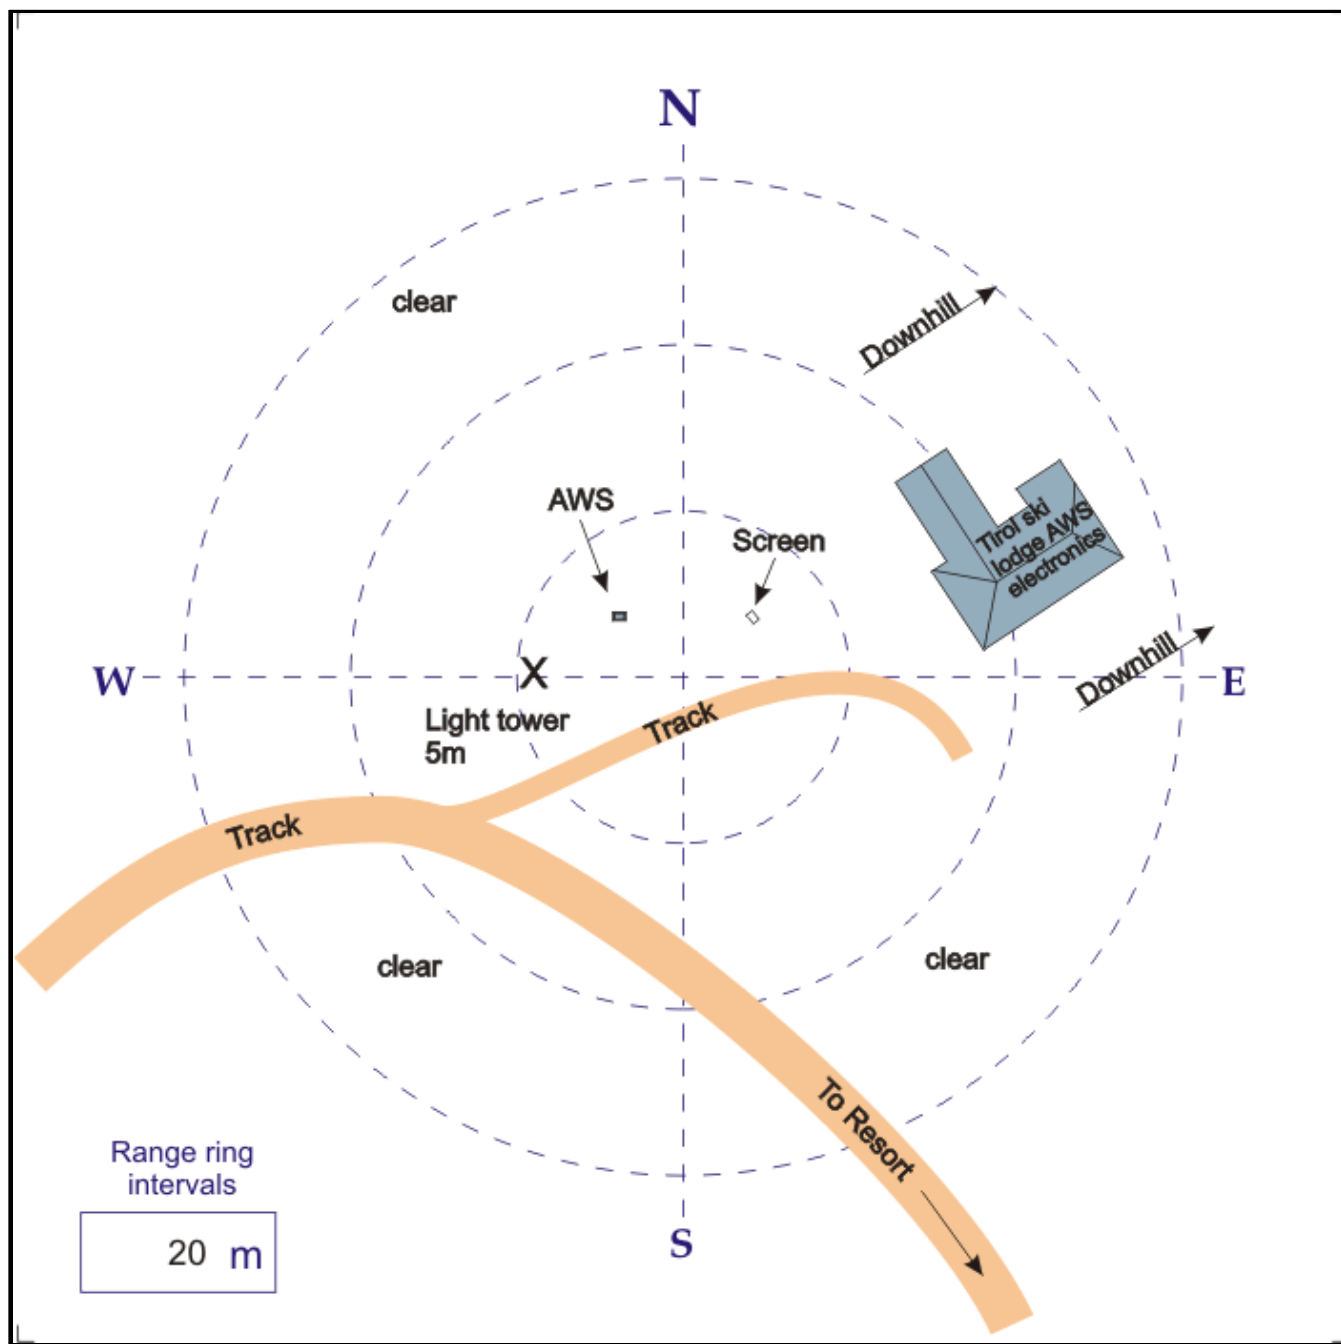 N
clear
Downhill
AWS
Screen
Tirol ski
lodge AWS
electronics
W
X
E
Downhill
Light tower
5m
Track
Track
clear
clear
To Resort
Range ring
intervals
20 m
S